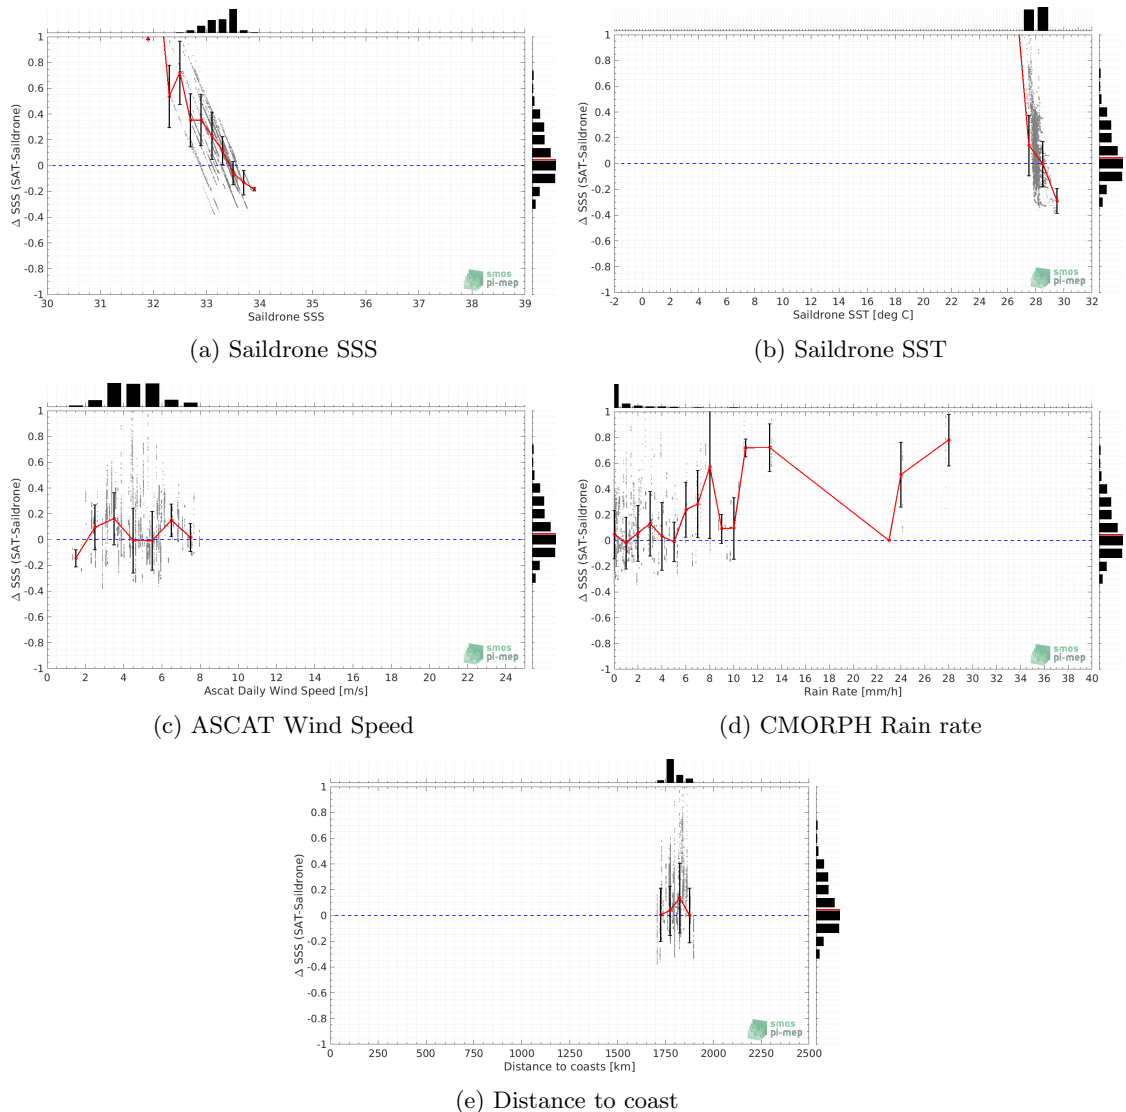 1
0.8
0.6
0.4
0.2
0
-0.2
-0.4
-0.6
-0.8
-1
Δ SSS (SAT-Saildrone)
30 31 32 33 34 35 36 37 38 39
Saildrone SSS
smos
pi-mep
(a) Saildrone SSS
1
0.8
0.6
0.4
0.2
0
-0.2
-0.4
-0.6
-0.8
-1
Δ SSS (SAT-Saildrone)
-2 0 2 4 6 8 10 12 14 16 18 20 22 24 26 28 30 32
Saildrone SST [deg C]
smos
pi-mep
(b) Saildrone SST
1
0.8
0.6
0.4
0.2
0
-0.2
-0.4
-0.6
-0.8
-1
Δ SSS (SAT-Saildrone)
0 2 4 6 8 10 12 14 16 18 20 22 24
Ascat Daily Wind Speed [m/s]
smos
pi-mep
(c) ASCAT Wind Speed
1
0.8
0.6
0.4
0.2
0
-0.2
-0.4
-0.6
-0.8
-1
Δ SSS (SAT-Saildrone)
0 2 4 6 8 10 12 14 16 18 20 22 24 26 28 30 32 34 36 38 40
Rain Rate [mm/h]
smos
pi-mep
(d) CMORPH Rain rate
1
0.8
0.6
0.4
0.2
0
-0.2
-0.4
-0.6
-0.8
-1
Δ SSS (SAT-Saildrone)
0 250 500 750 1000 1250 1500 1750 2000 2250 2500
Distance to coasts [km]
smos
pi-mep
(e) Distance to coast